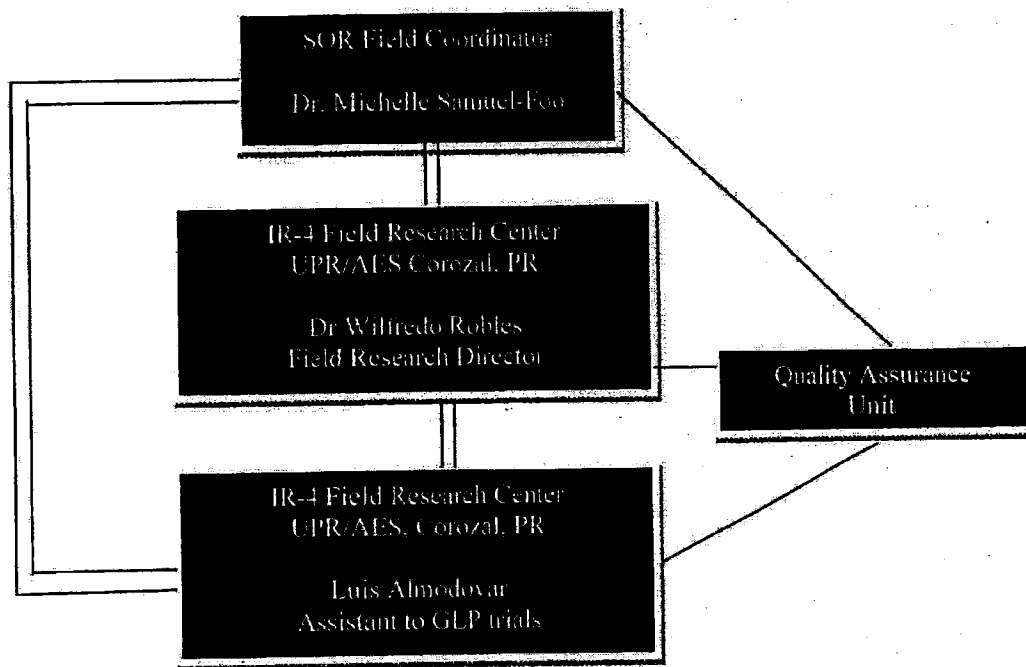 SOR Field Coordinator
Dr. Michelle Samuel-Foo
IR-4 Field Research Center
UPR/AES Corozal, PR
Dr Wilfredo Robles
Field Research Director
Quality Assurance
Unit
IR-4 Field Research Center
UPR/AES, Corozal, PR
Luis Almodovar
Assistant to GLP trials